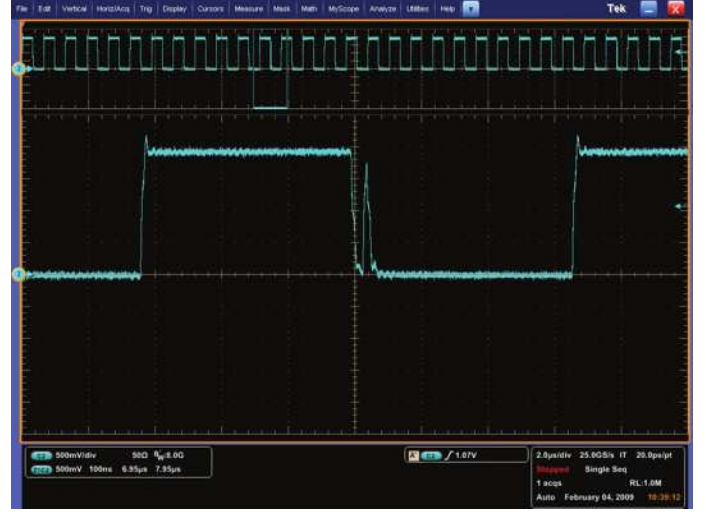 File Edit Vertical Horiz/Acq Trig Display Cursors Measure Mask Math MyScope Analyze Utilities Help Tek
500mV/div 50Ω 8.0G
500mV 100ns 6.95µs 7.95µs
A' C1 1.07V
2.0µs/div 25.0GS/s IT 20.0ps/pt
Stopped Single Seq
1 acqs RL:1.0M
Auto February 04, 2009 10:39:12